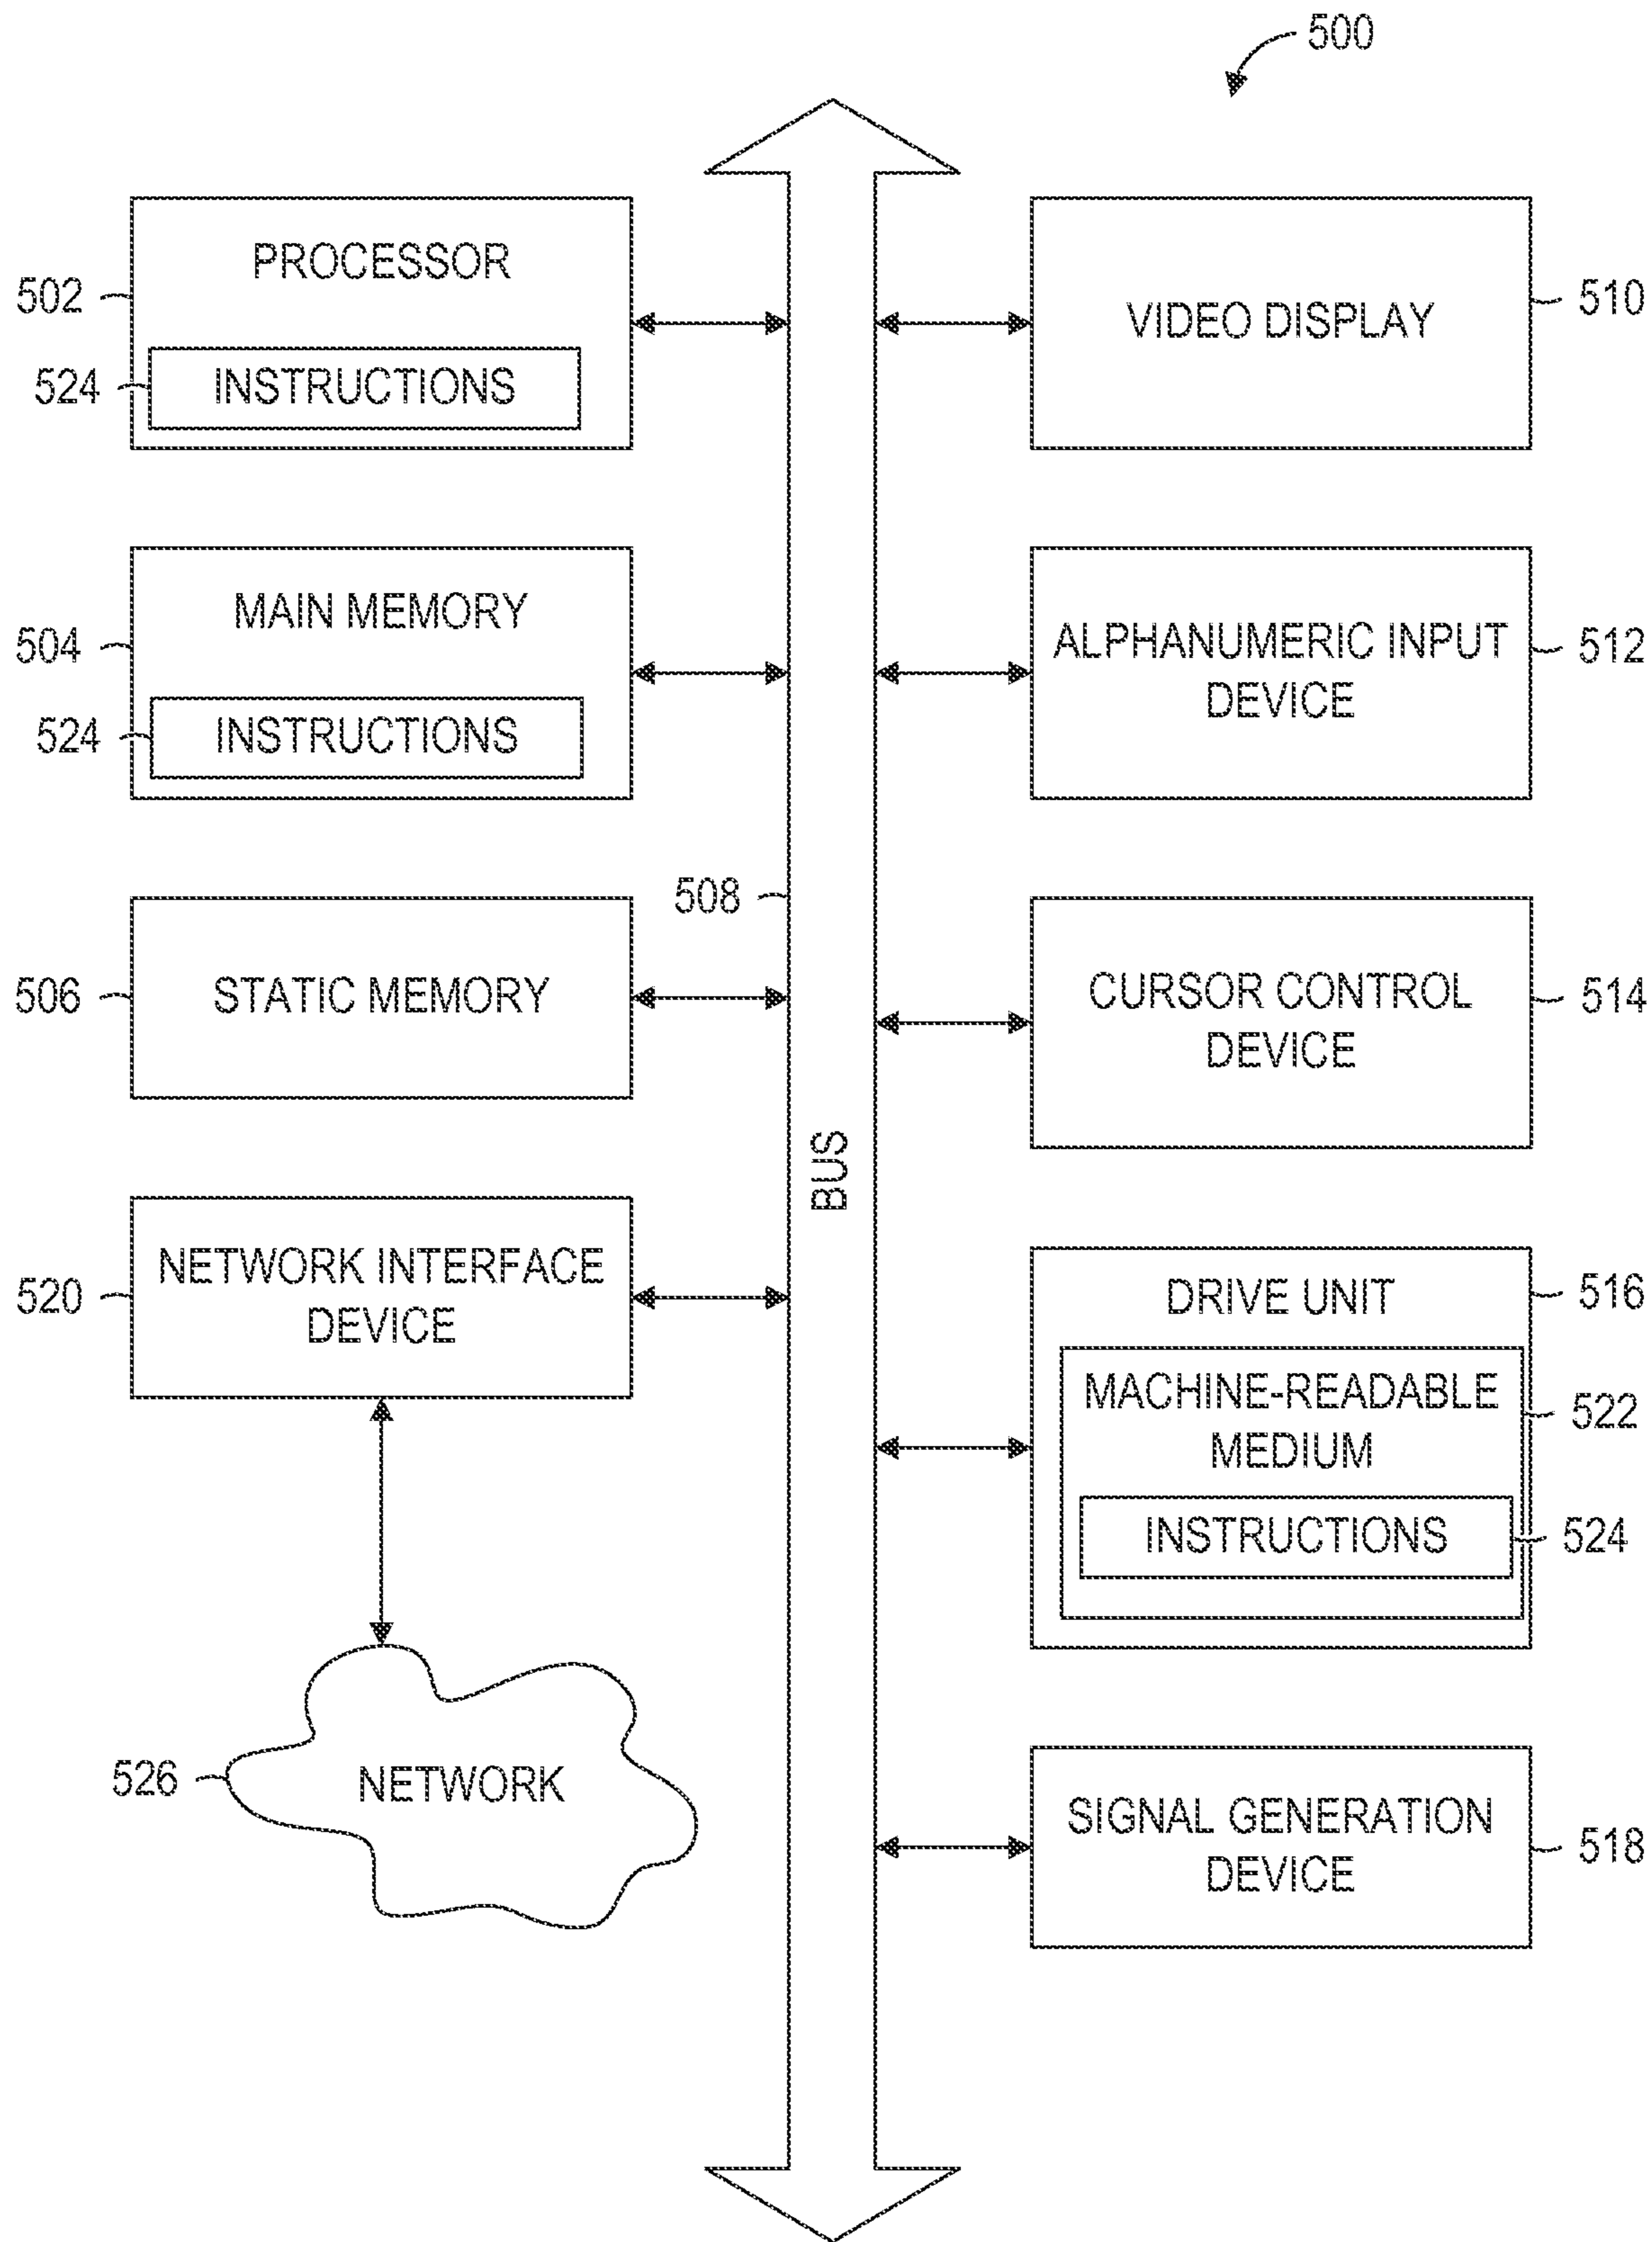 500
PROCESSOR
502
524
INSTRUCTIONS
VIDEO DISPLAY
510
MAIN MEMORY
504
524
INSTRUCTIONS
ALPHANUMERIC INPUT
DEVICE
512
508
506
STATIC MEMORY
CURSOR CONTROL
DEVICE
514
BUS
520
NETWORK INTERFACE
DEVICE
DRIVE UNIT
516
MACHINE-READABLE
MEDIUM
522
INSTRUCTIONS
524
526
NETWORK
SIGNAL GENERATION
DEVICE
518